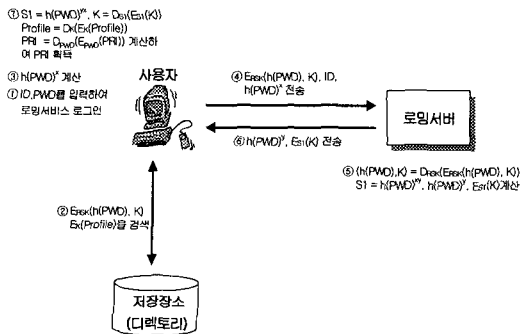 ⑦ S1 = h(PWD)^yx, K = D_S1(E_S1(K))
Profile = D_K(E_K(Profile))
PRI = D_PWD(E_PWD(PRI)) 계산하
여 PRI 획득
③ h(PWD)^x 계산
① ID,PWD를 입력하여
로밍서비스 로그인
사용자
④ E_RSK(h(PWD), K), ID,
h(PWD)^x 전송
⑥ h(PWD)^y, E_S1(K) 전송
로밍서버
⑤ (h(PWD),K) = D_RSK(E_RSK(h(PWD), K))
S1 = h(PWD)^xy, h(PWD)^y, E_S1(K)계산
② E_RSK(h(PWD), K)
E_K(Profile)을 검색
저장장소
(디렉토리)